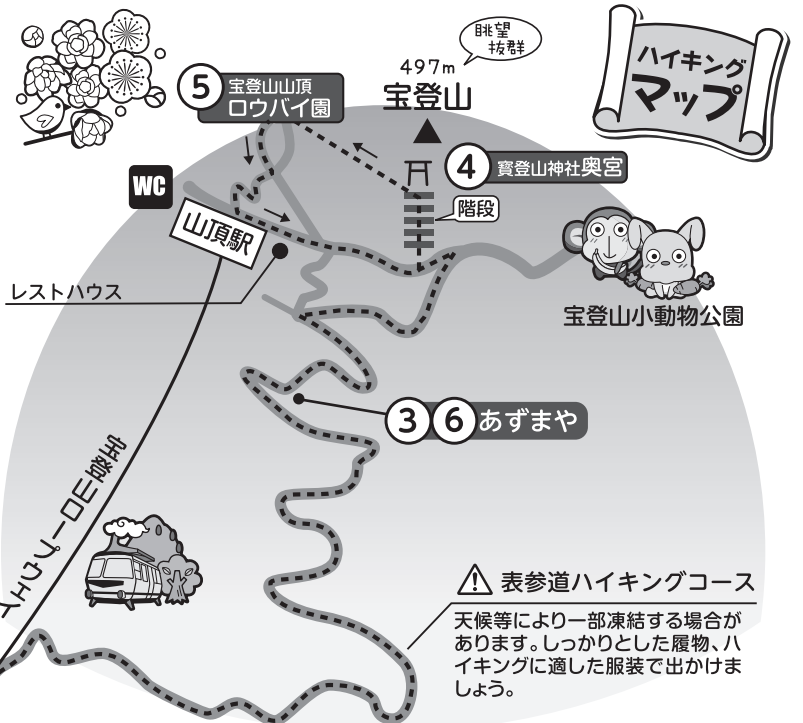 ハイキング
マップ
眺望
抜群
497m
宝登山
5
宝登山山頂
ロウバイ園
4
寳登山神社奥宮
階段
WC
山頂駅
レストハウス
宝登山小動物公園
3 6 あずまや
宝登山ロープウェイ
表参道ハイキングコース
天候等により一部凍結する場合が
あります。しっかりとした履物、ハ
イキングに適した服装で出かけま
しょう。